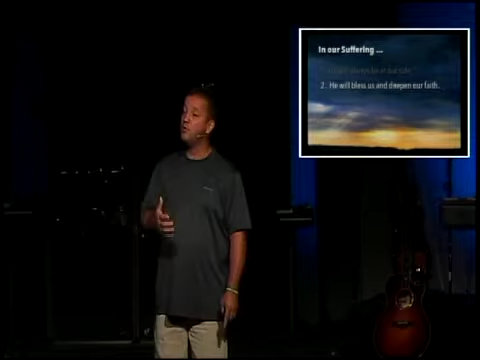 In our Suffering ...
2. He will bless us and deepen our faith.